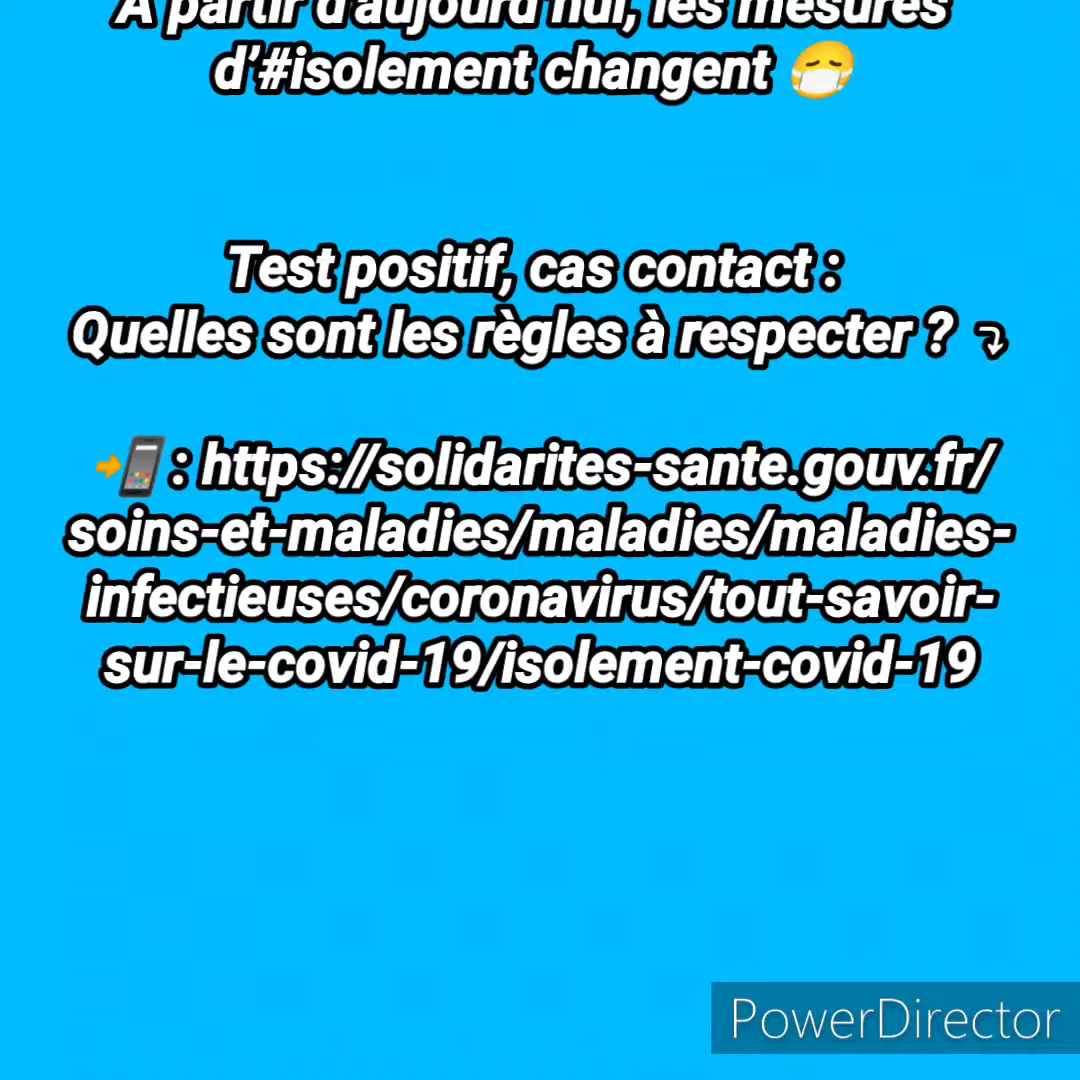 À partir d'aujourd'hui, les mesures
d’#isolement changent 😷
Test positif, cas contact :
Quelles sont les règles à respecter ? ⤵
📲 : https://solidarites-sante.gouv.fr/
soins-et-maladies/maladies/maladies-
infectieuses/coronavirus/tout-savoir-
sur-le-covid-19/isolement-covid-19
PowerDirector